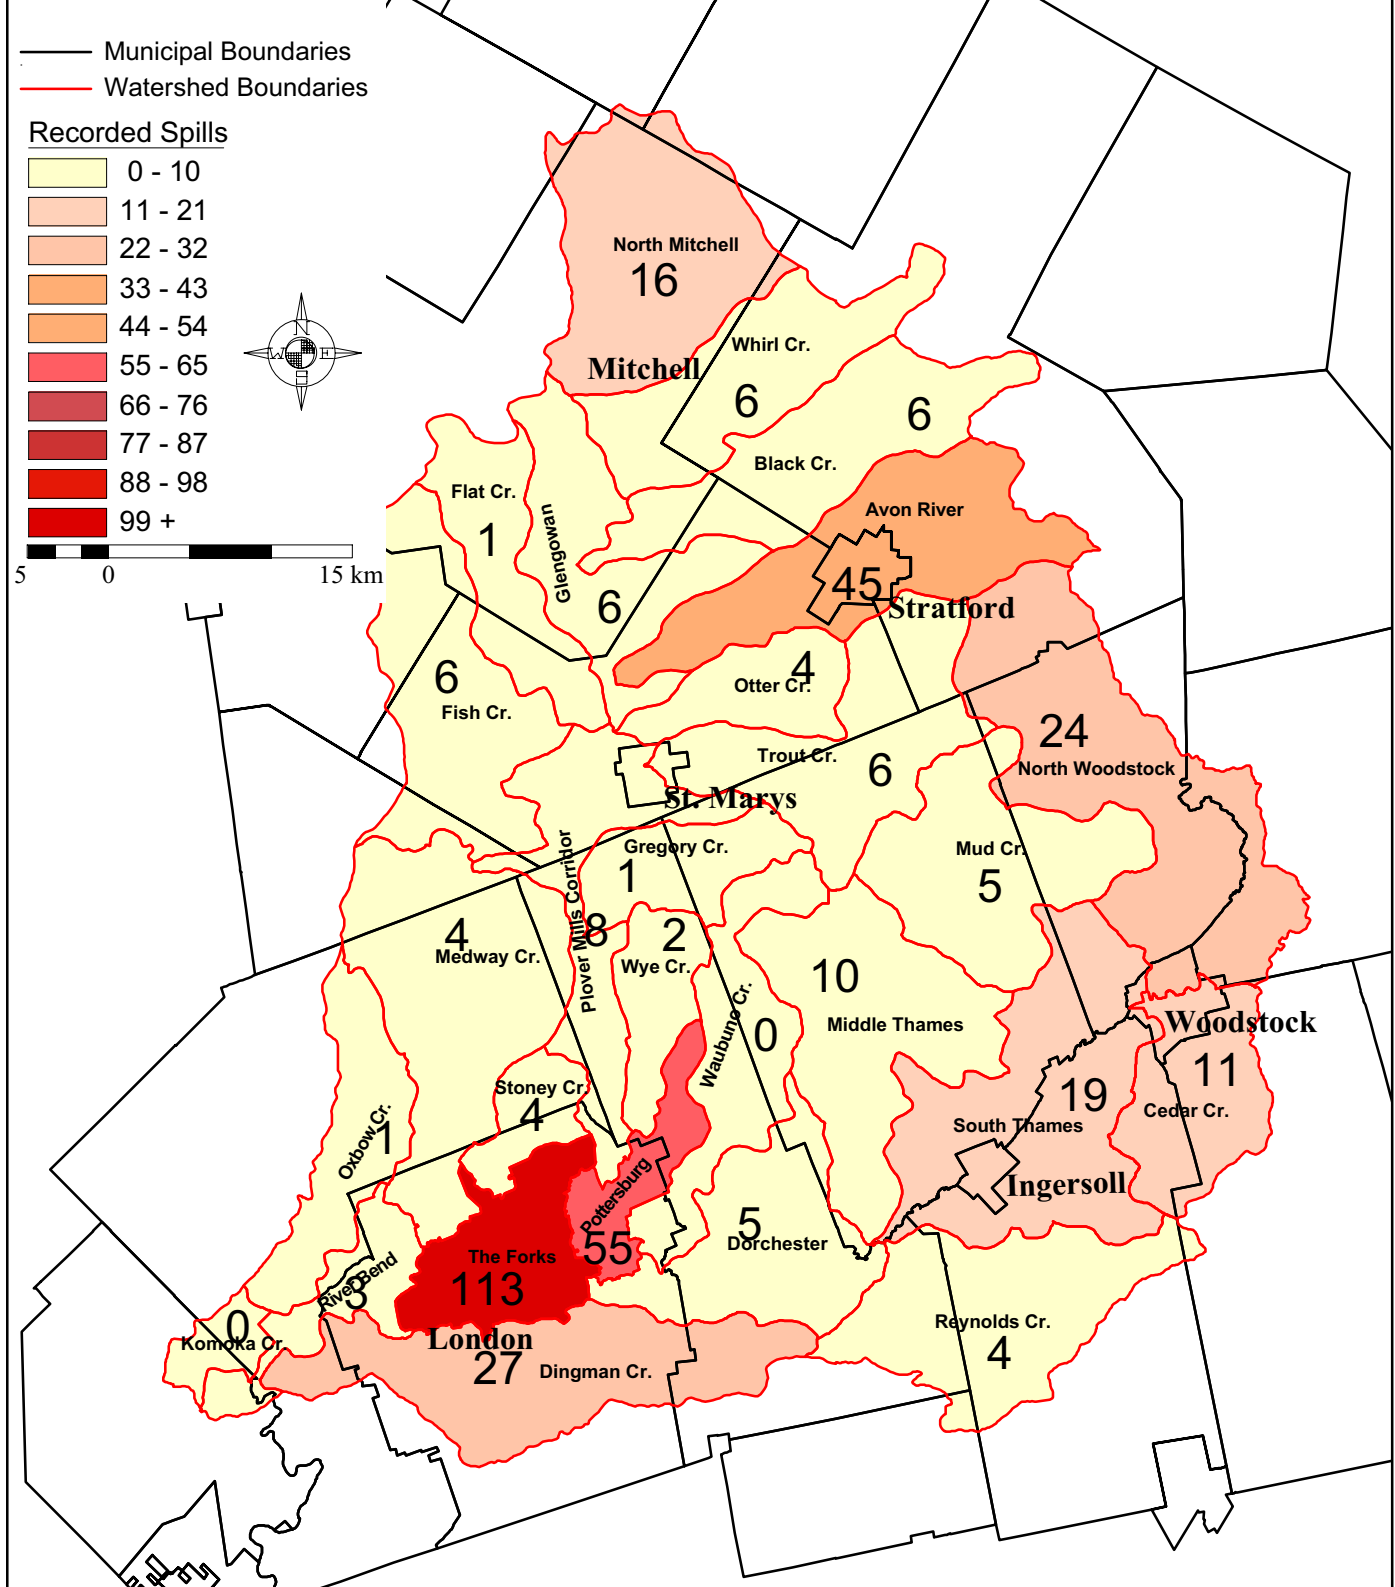 Municipal Boundaries
Watershed Boundaries
Recorded Spills
0 - 10
11 - 21
22 - 32
33 - 43
44 - 54
55 - 65
66 - 76
77 - 87
88 - 98
99 +
N
W E
S
5 0 15 km
North Mitchell
16
Mitchell
Whirl Cr.
6
6
Black Cr.
Flat Cr.
1
Glengowan
6
Avon River
45
Stratford
6
Fish Cr.
4
Otter Cr.
Trout Cr.
6
St. Marys
24
North Woodstock
Gregory Cr.
1
Mud Cr.
5
Plover Mills Corridor
8
4
Medway Cr.
2
Wye Cr.
Waubuno Cr.
0
10
Middle Thames
Woodstock
11
Cedar Cr.
19
South Thames
Ingersoll
Stoney Cr.
4
Oxbow Cr.
1
Pottersburg
55
5
Dorchester
The Forks
113
London
River Bend
3
0
Komoka Cr.
27
Dingman Cr.
Reynolds Cr.
4